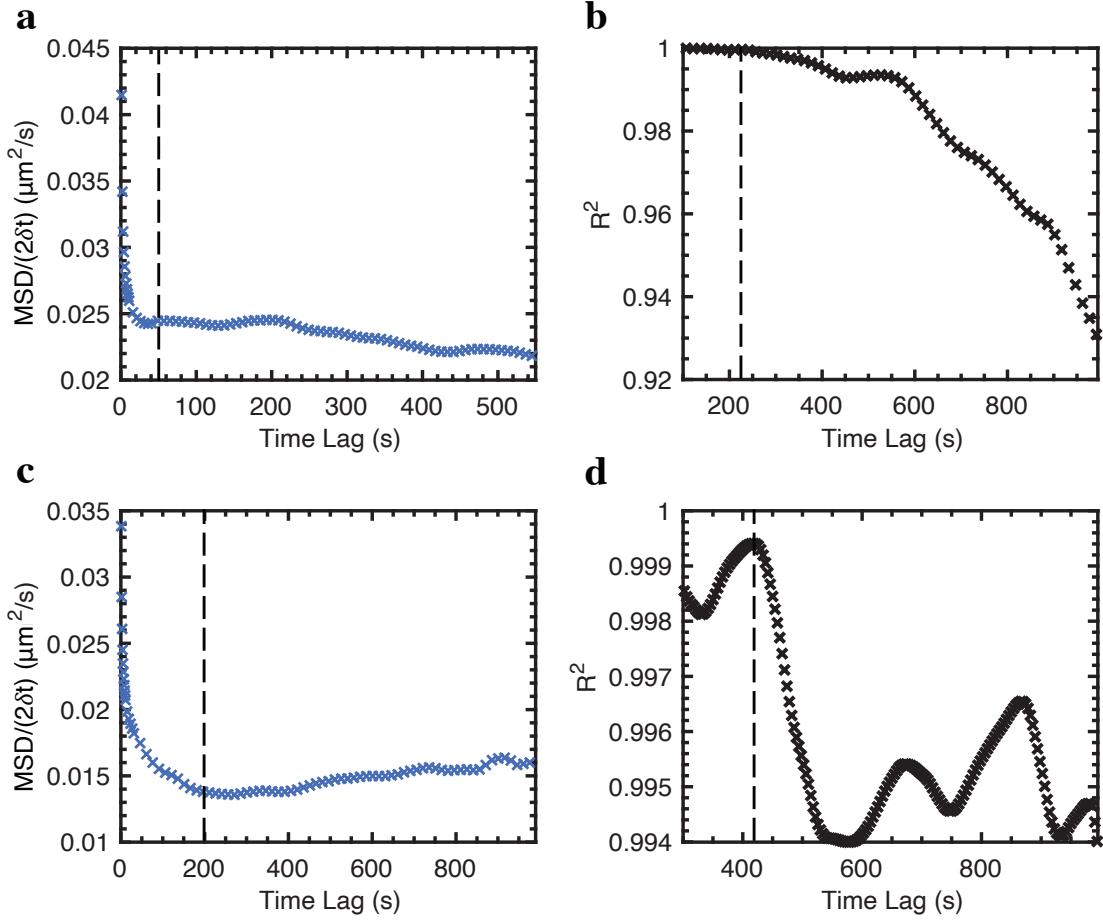 a
0.045
0.04
0.035
0.03
0.025
0.02
MSD/(2δt) (μm²/s)
0 100 200 300 400 500
Time Lag (s)
b
1
0.98
0.96
0.94
0.92
R²
200 400 600 800
Time Lag (s)
c
0.035
0.03
0.025
0.02
0.015
0.01
MSD/(2δt) (μm²/s)
0 200 400 600 800
Time Lag (s)
d
1
0.999
0.998
0.997
0.996
0.995
0.994
R²
400 600 800
Time Lag (s)